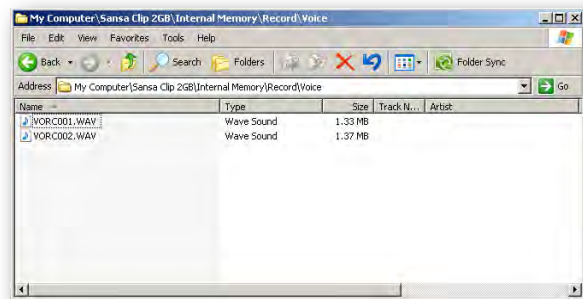 My Computer\Sansa Clip 2GB\Internal Memory\Record\Voice
File Edit View Favorites Tools Help
Back Search Folders Folder Sync
Address My Computer\Sansa Clip 2GB\Internal Memory\Record\Voice Go
Name Type Size Track N... Artist
VORC001.WAV Wave Sound 1.33 MB
VORC002.WAV Wave Sound 1.37 MB